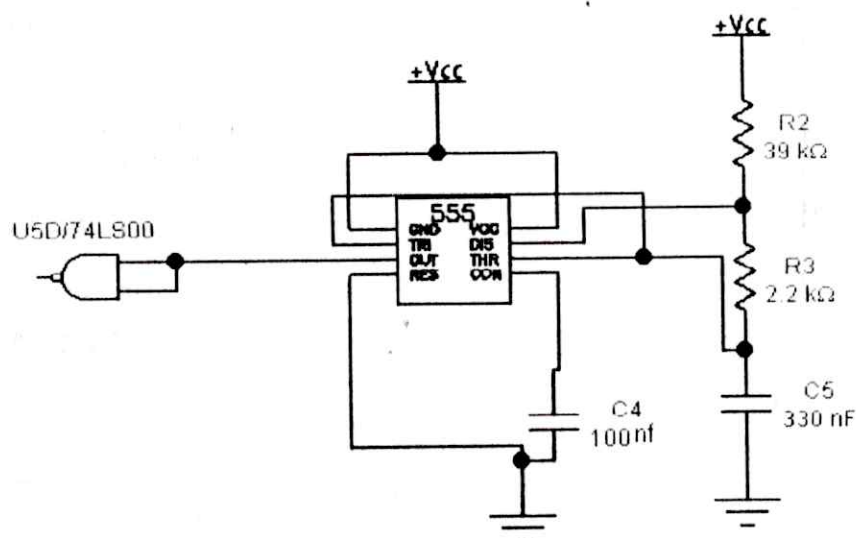 +Vcc
+Vcc
R2
39 kΩ
555
GND VCC
TRI DIS
OUT THR
RES CON
U5D/74LS00
R3
2.2 kΩ
C5
330 nF
C4
100nf